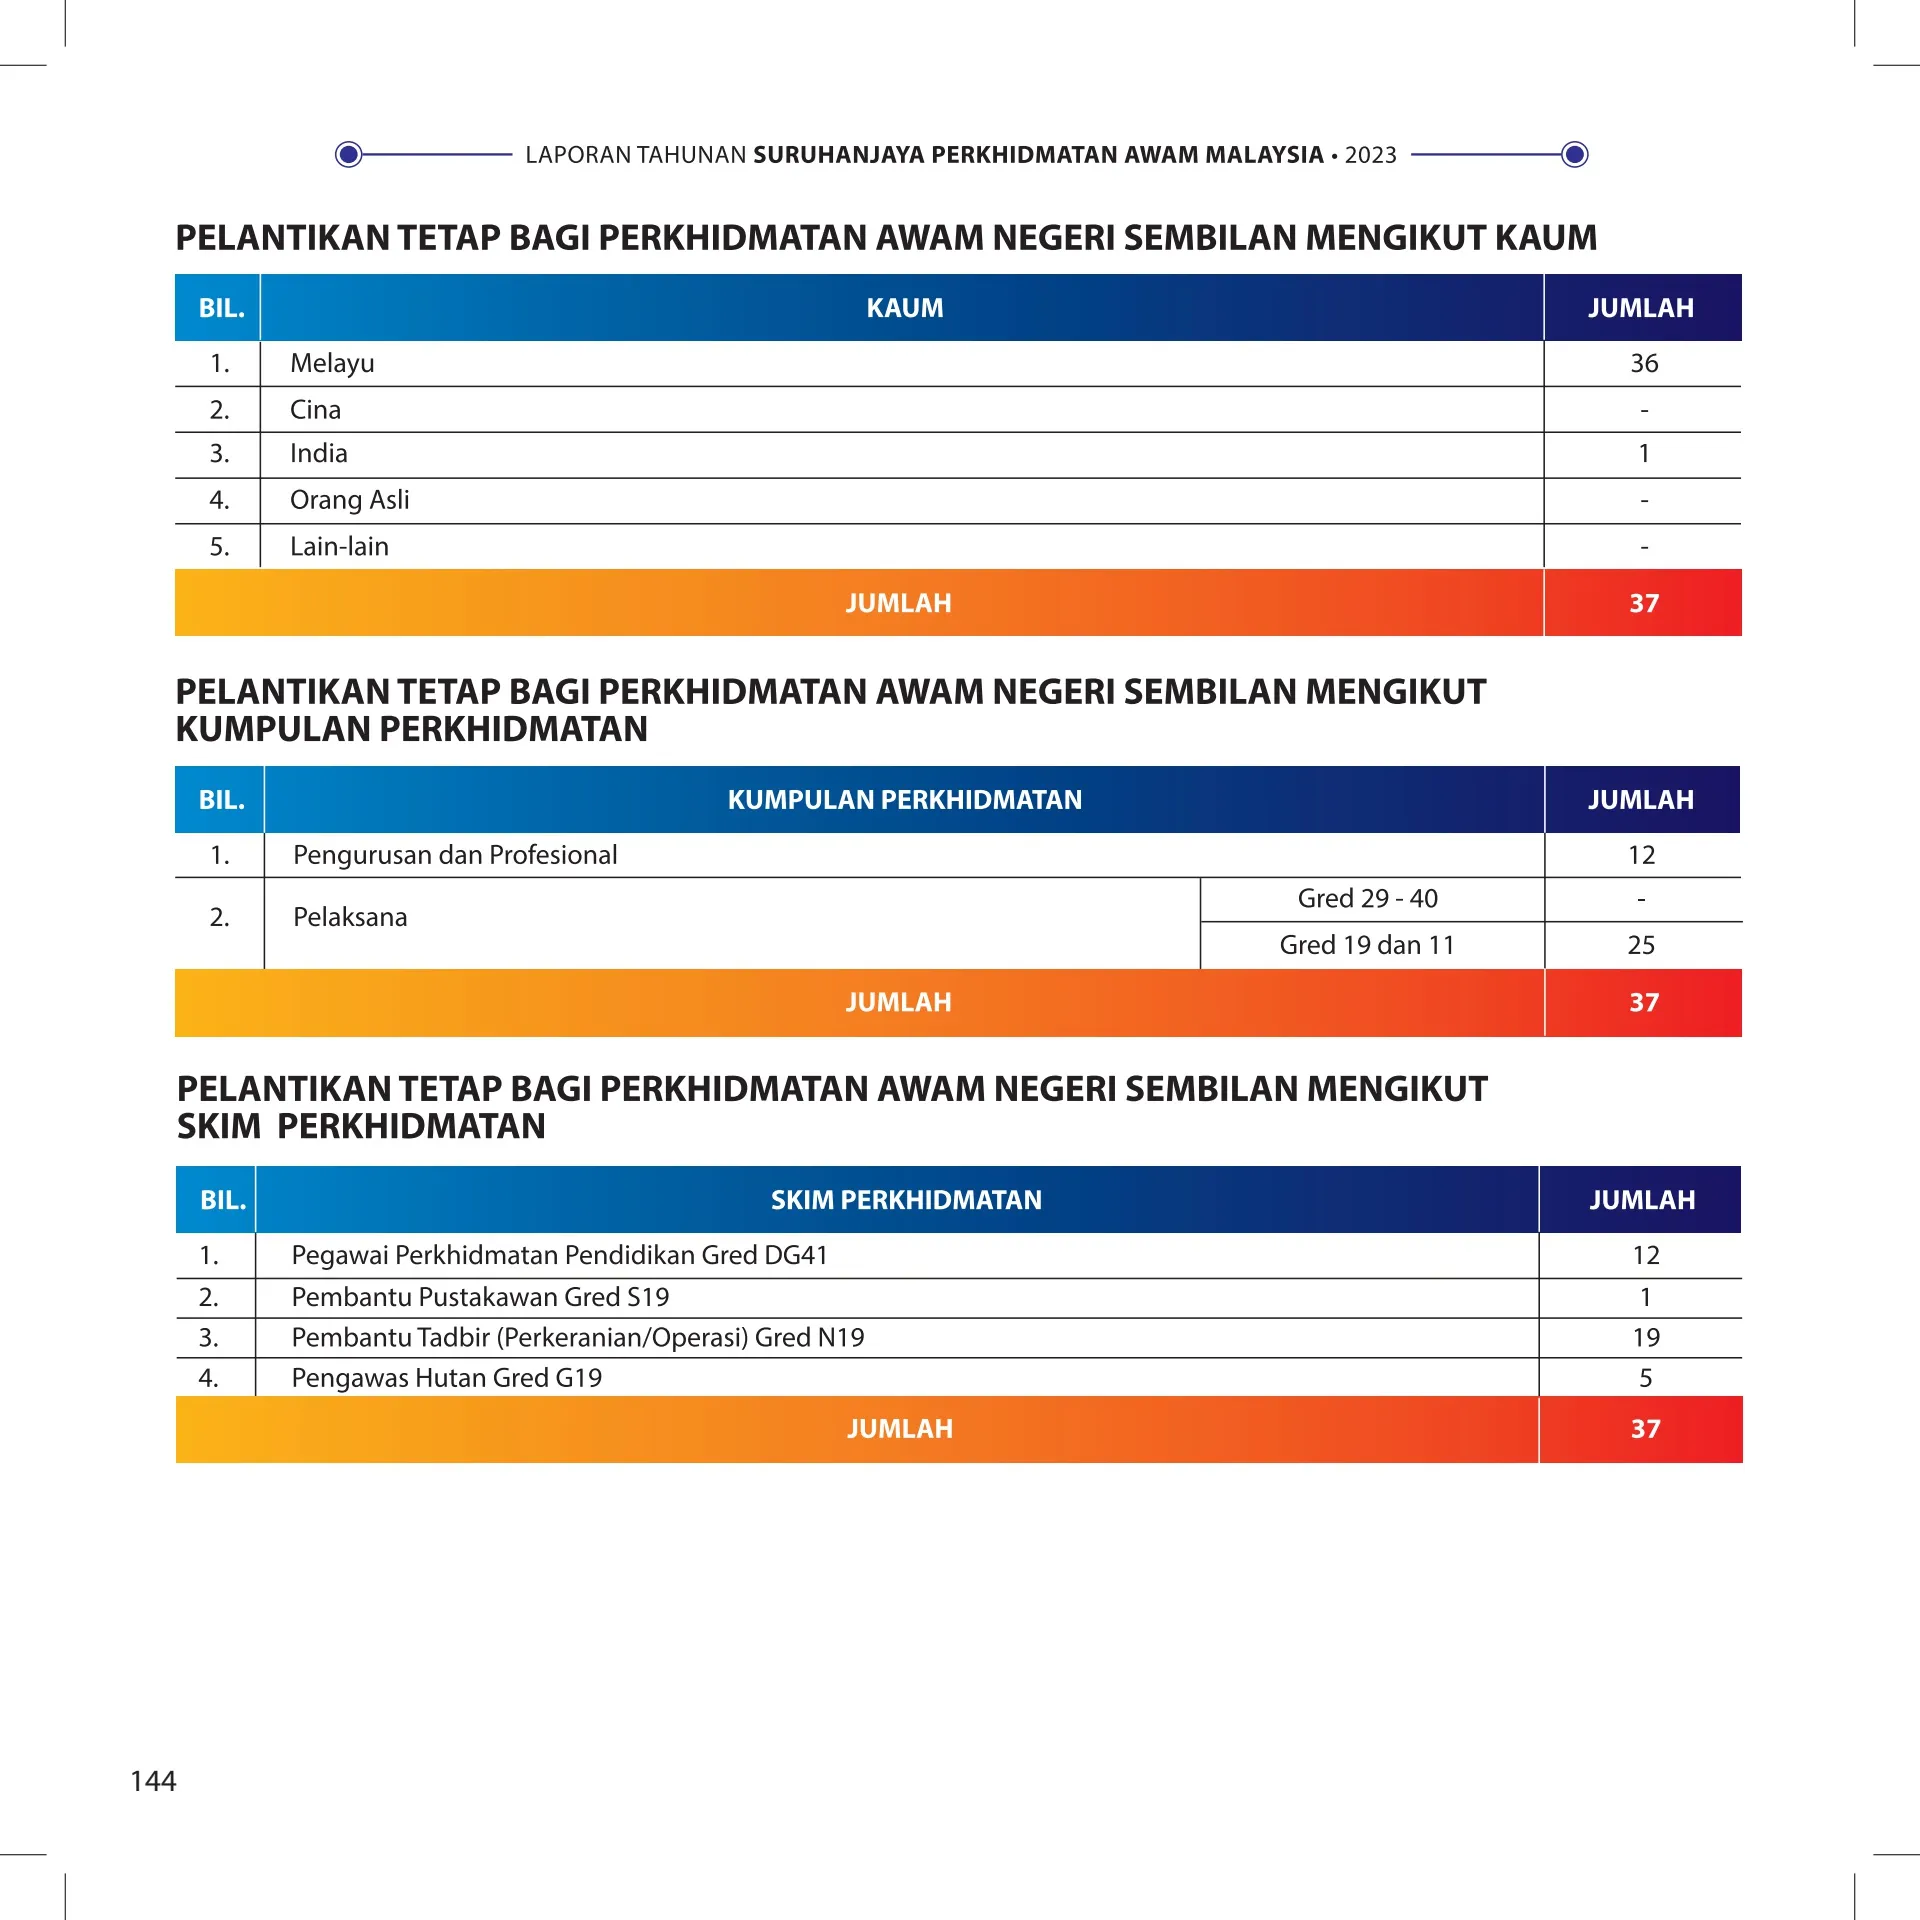 LAPORAN TAHUNAN SURUHANJAYA PERKHIDMATAN AWAM MALAYSIA • 2023
PELANTIKAN TETAP BAGI PERKHIDMATAN AWAM NEGERI SEMBILAN MENGIKUT KAUM
BIL. KAUM JUMLAH
1. Melayu 36
2. Cina -
3. India 1
4. Orang Asli -
5. Lain-lain -
JUMLAH 37
PELANTIKAN TETAP BAGI PERKHIDMATAN AWAM NEGERI SEMBILAN MENGIKUT
KUMPULAN PERKHIDMATAN
BIL. KUMPULAN PERKHIDMATAN JUMLAH
1. Pengurusan dan Profesional 12
2. Pelaksana Gred 29 - 40 -
Gred 19 dan 11 25
JUMLAH 37
PELANTIKAN TETAP BAGI PERKHIDMATAN AWAM NEGERI SEMBILAN MENGIKUT
SKIM PERKHIDMATAN
BIL. SKIM PERKHIDMATAN JUMLAH
1. Pegawai Perkhidmatan Pendidikan Gred DG41 12
2. Pembantu Pustakawan Gred S19 1
3. Pembantu Tadbir (Perkeranian/Operasi) Gred N19 19
4. Pengawas Hutan Gred G19 5
JUMLAH 37
144